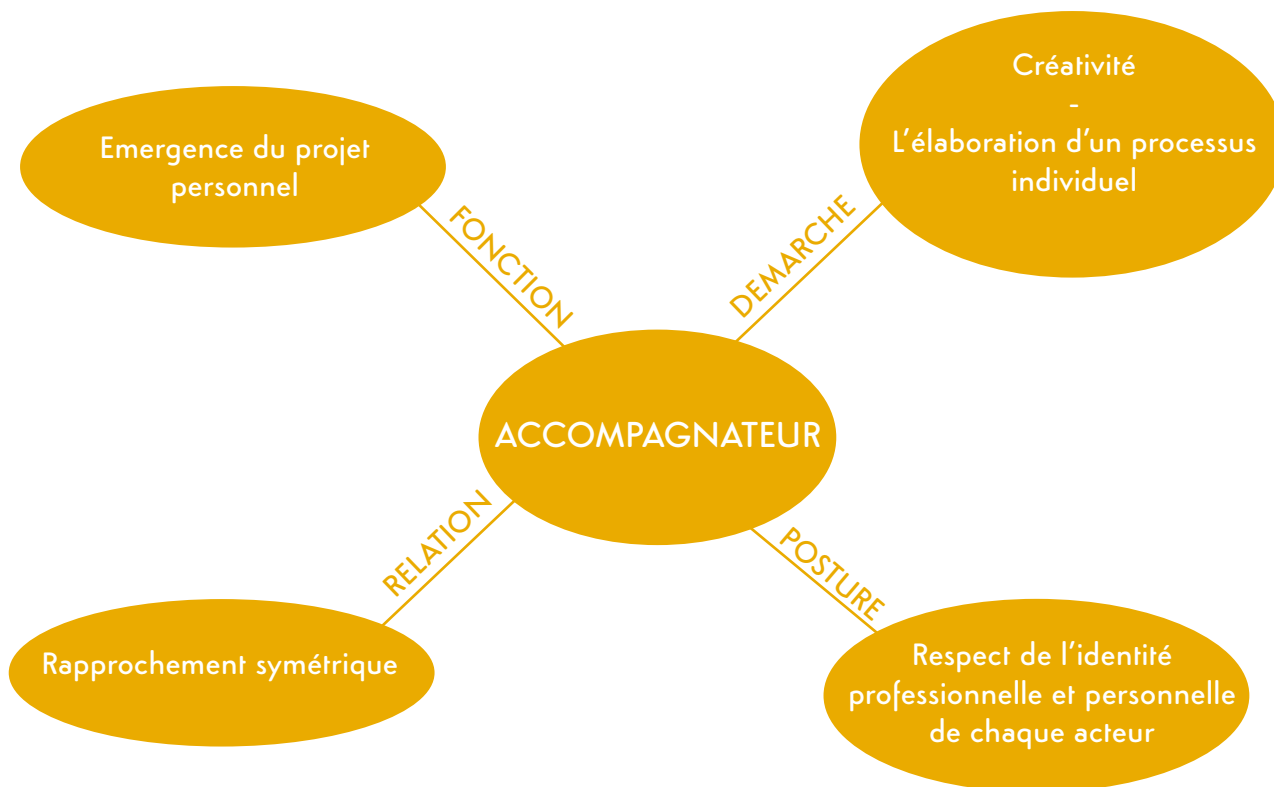 Créativité
-
L'élaboration d'un processus
individuel
Emergence du projet
personnel
FONCTION
DEMARCHE
ACCOMPAGNATEUR
RELATION
POSTURE
Rapprochement symétrique
Respect de l'identité
professionnelle et personnelle
de chaque acteur